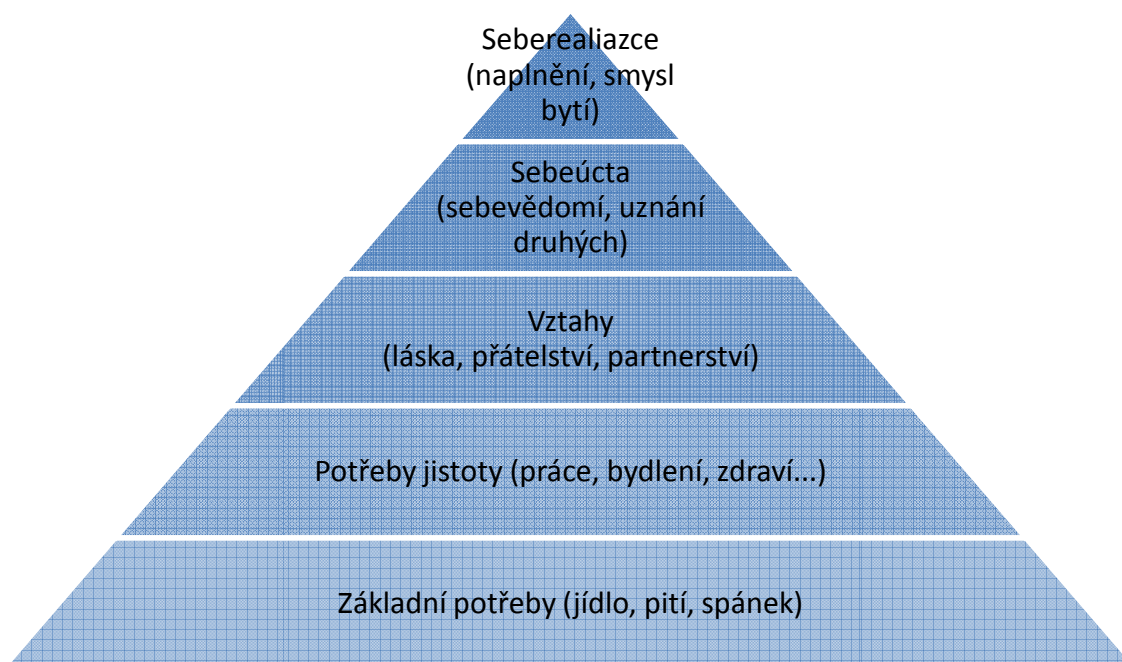 Seberealiazce
(naplnění, smysl
bytí)
Sebeúcta
(sebevědomí, uznání
druhých)
Vztahy
(láska, přátelství, partnerství)
Potřeby jistoty (práce, bydlení, zdraví...)
Základní potřeby (jídlo, pití, spánek)